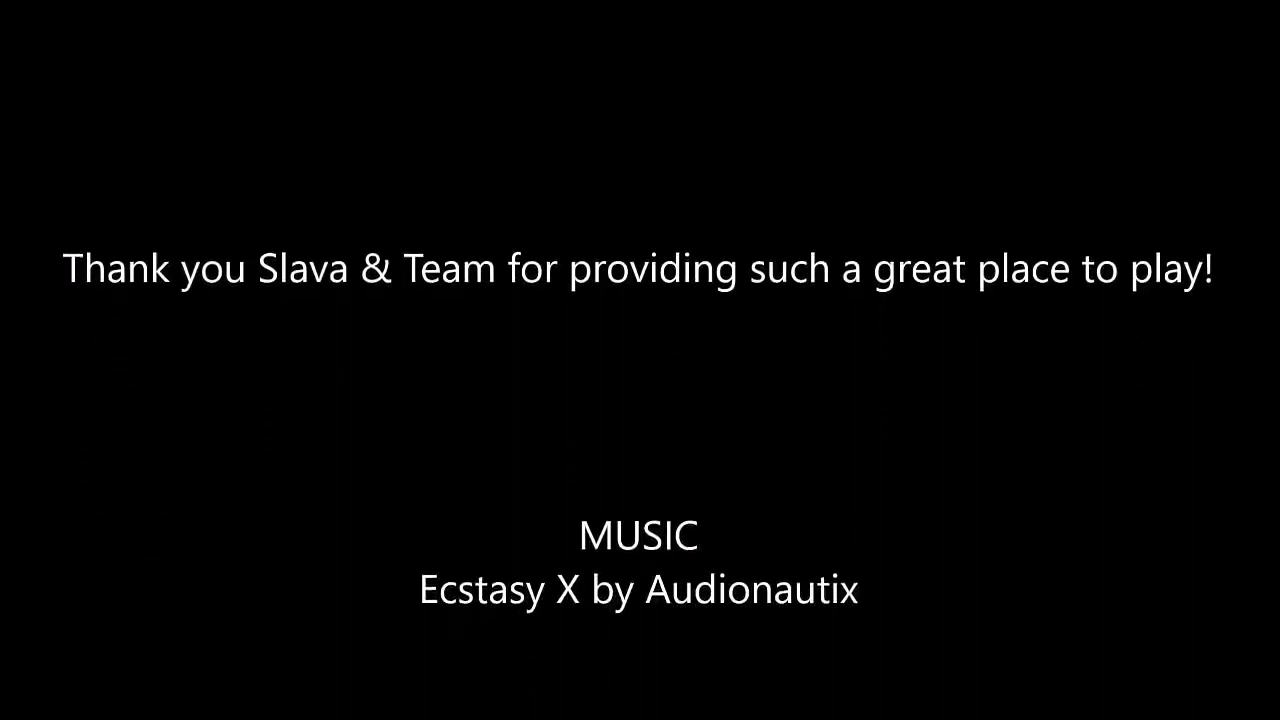 Thank you Slava & Team for providing such a great place to play!
MUSIC
Ecstasy X by Audionautix